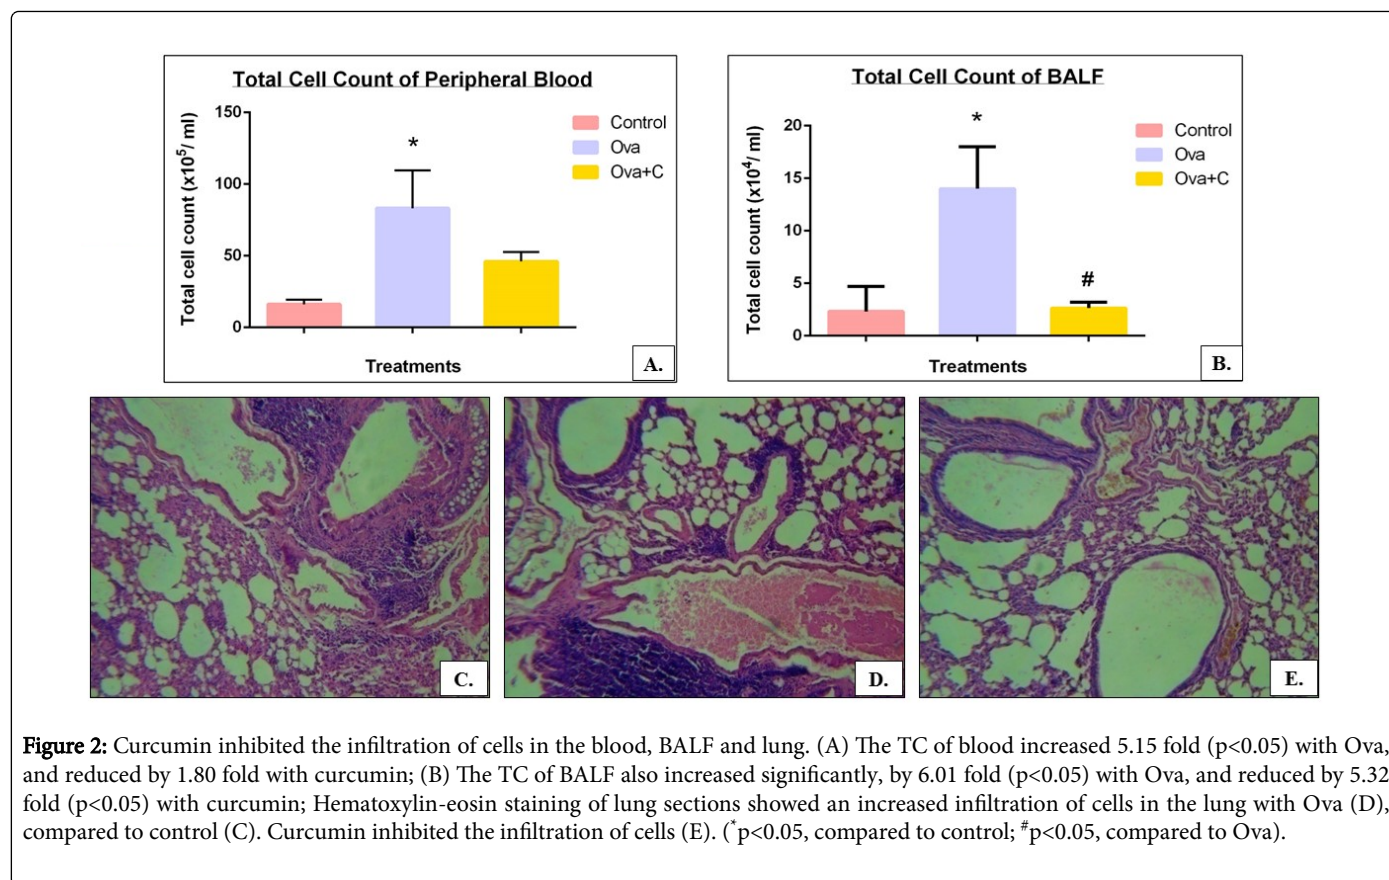 Total Cell Count of Peripheral Blood
Total cell count (x10⁵/ ml)
150
100
50
0
*
Control
Ova
Ova+C
Treatments
A.
Total Cell Count of BALF
Total cell count (x10⁴/ ml)
20
15
10
5
0
*
#
Control
Ova
Ova+C
Treatments
B.
C.
D.
E.
Figure 2: Curcumin inhibited the infiltration of cells in the blood, BALF and lung. (A) The TC of blood increased 5.15 fold (p<0.05) with Ova,
and reduced by 1.80 fold with curcumin; (B) The TC of BALF also increased significantly, by 6.01 fold (p<0.05) with Ova, and reduced by 5.32
fold (p<0.05) with curcumin; Hematoxylin-eosin staining of lung sections showed an increased infiltration of cells in the lung with Ova (D),
compared to control (C). Curcumin inhibited the infiltration of cells (E). (*p<0.05, compared to control; #p<0.05, compared to Ova).